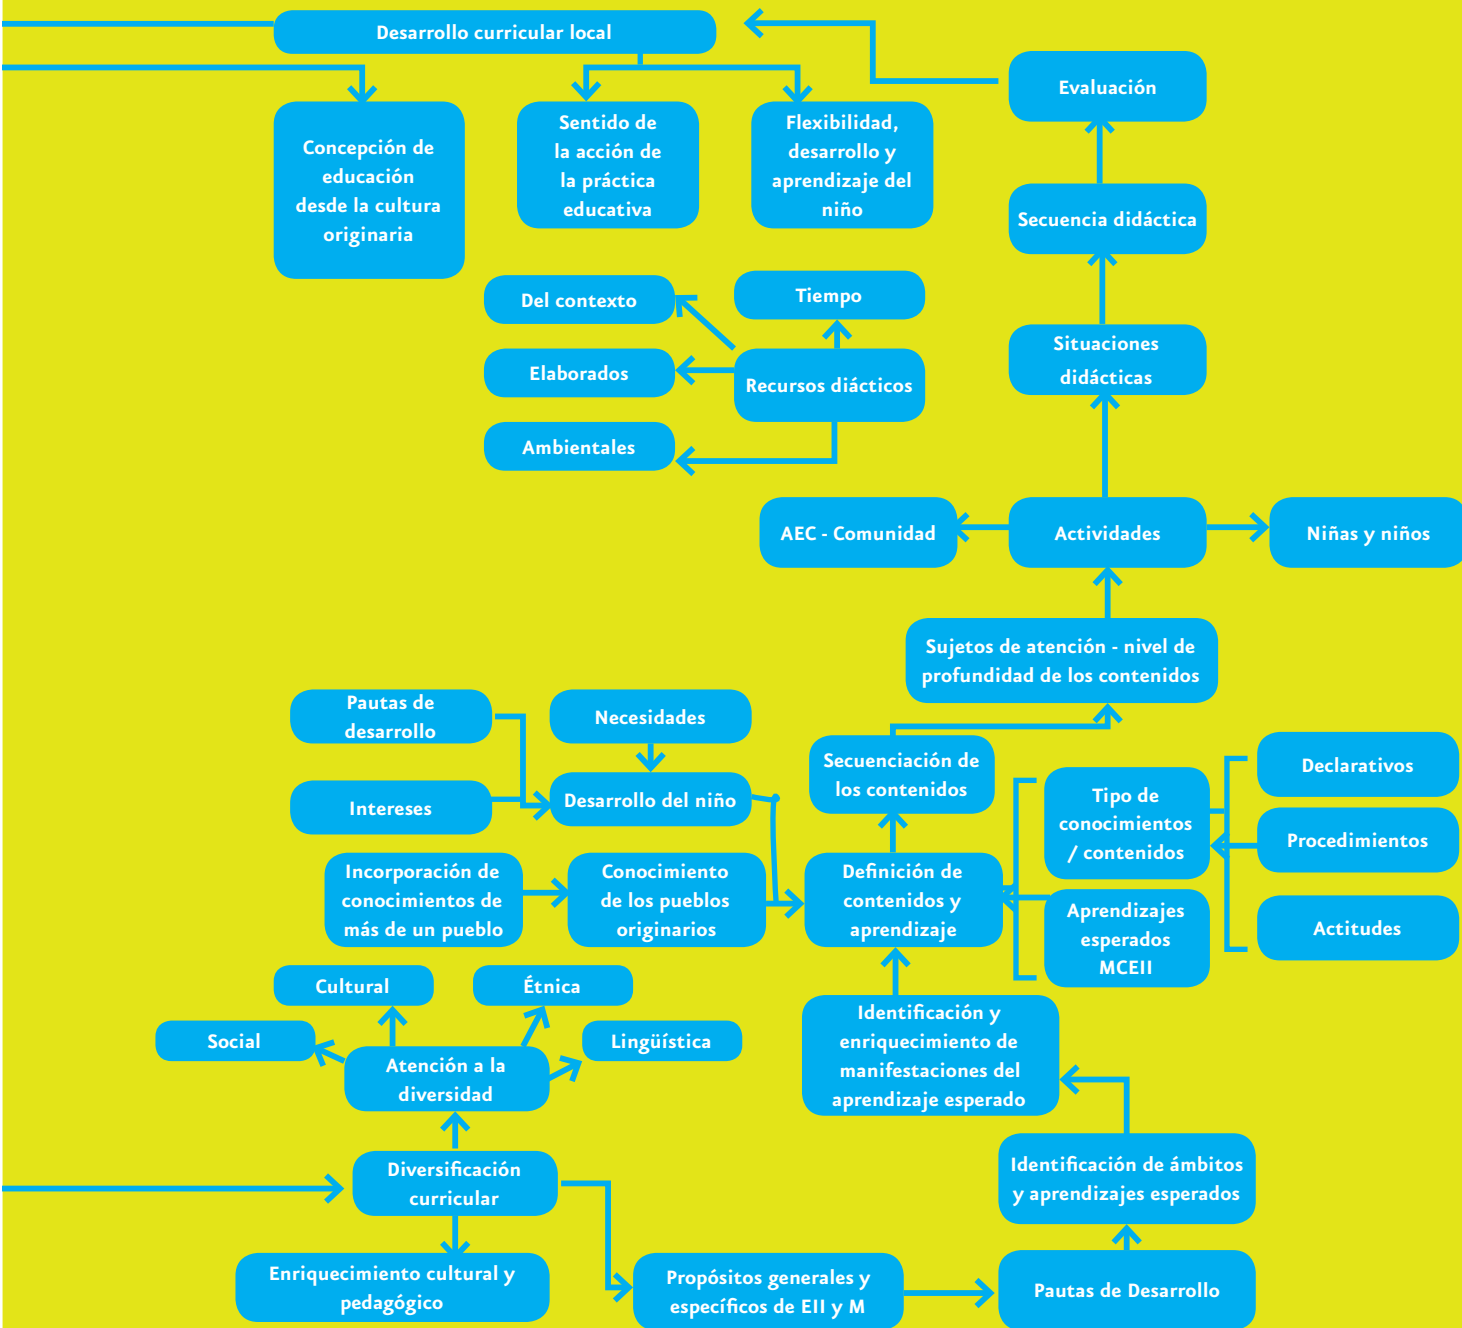 Desarrollo curricular local
Evaluación
Concepción de
educación
desde la cultura
originaria
Sentido de
la acción de
la práctica
educativa
Flexibilidad,
desarrollo y
aprendizaje del
niño
Secuencia didáctica
Del contexto
Tiempo
Elaborados
Recursos diácticos
Ambientales
Situaciones
didácticas
AEC - Comunidad
Actividades
Niñas y niños
Sujetos de atención - nivel de
profundidad de los contenidos
Pautas de
desarrollo
Necesidades
Intereses
Desarrollo del niño
Secuenciación de
los contenidos
Tipo de
conocimientos
/ contenidos
Declarativos
Procedimientos
Actitudes
Incorporación de
conocimientos de
más de un pueblo
Conocimiento
de los pueblos
originarios
Definición de
contenidos y
aprendizaje
Aprendizajes
esperados
MCEII
Cultural
Étnica
Social
Lingüística
Atención a la
diversidad
Identificación y
enriquecimiento de
manifestaciones del
aprendizaje esperado
Diversificación
curricular
Identificación de ámbitos
y aprendizajes esperados
Enriquecimiento cultural y
pedagógico
Propósitos generales y
específicos de EII y M
Pautas de Desarrollo